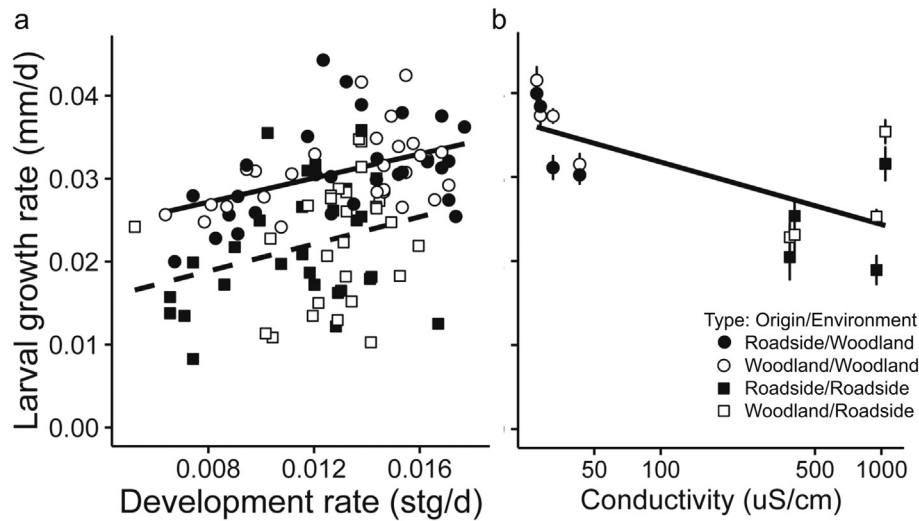 a
b
Larval growth rate (mm/d)
0.04
0.03
0.02
0.01
0.00
0.008 0.012 0.016
Development rate (stg/d)
50 100 500 1000
Conductivity (uS/cm)
Type: Origin/Environment
Roadside/Woodland
Woodland/Woodland
Roadside/Roadside
Woodland/Roadside